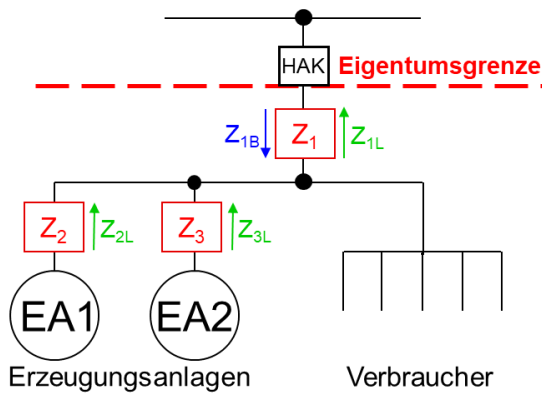 HAK Eigentumsgrenze
Z1B Z1 Z1L
Z2 Z2L Z3 Z3L
EA1 EA2
Erzeugungsanlagen Verbraucher